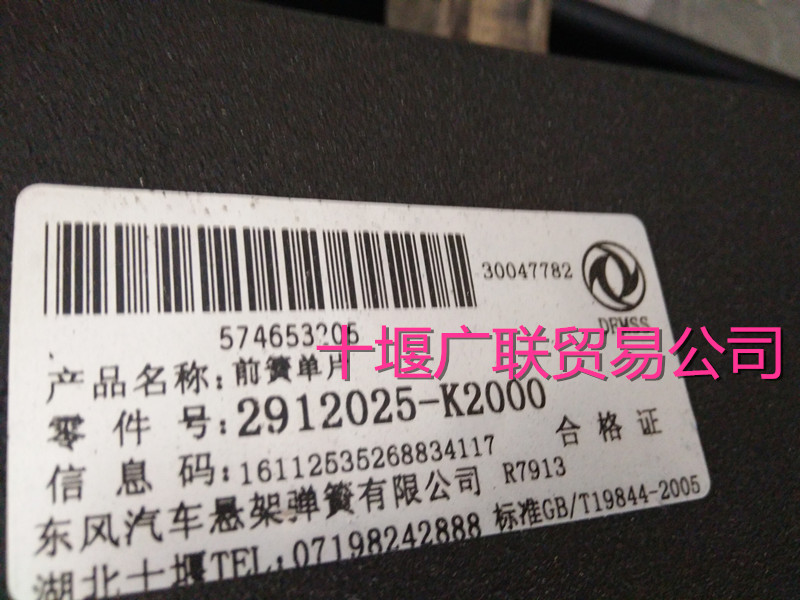 30047782
DFMSS
574653205
十堰广联贸易公司
产品名称:前簧单片
零件号:2912025-K2000
信息码:16112535268834117
合格证
东风汽车悬架弹簧有限公司 R7913
湖北十堰TEL:07198242888 标准GB/T19844-2005